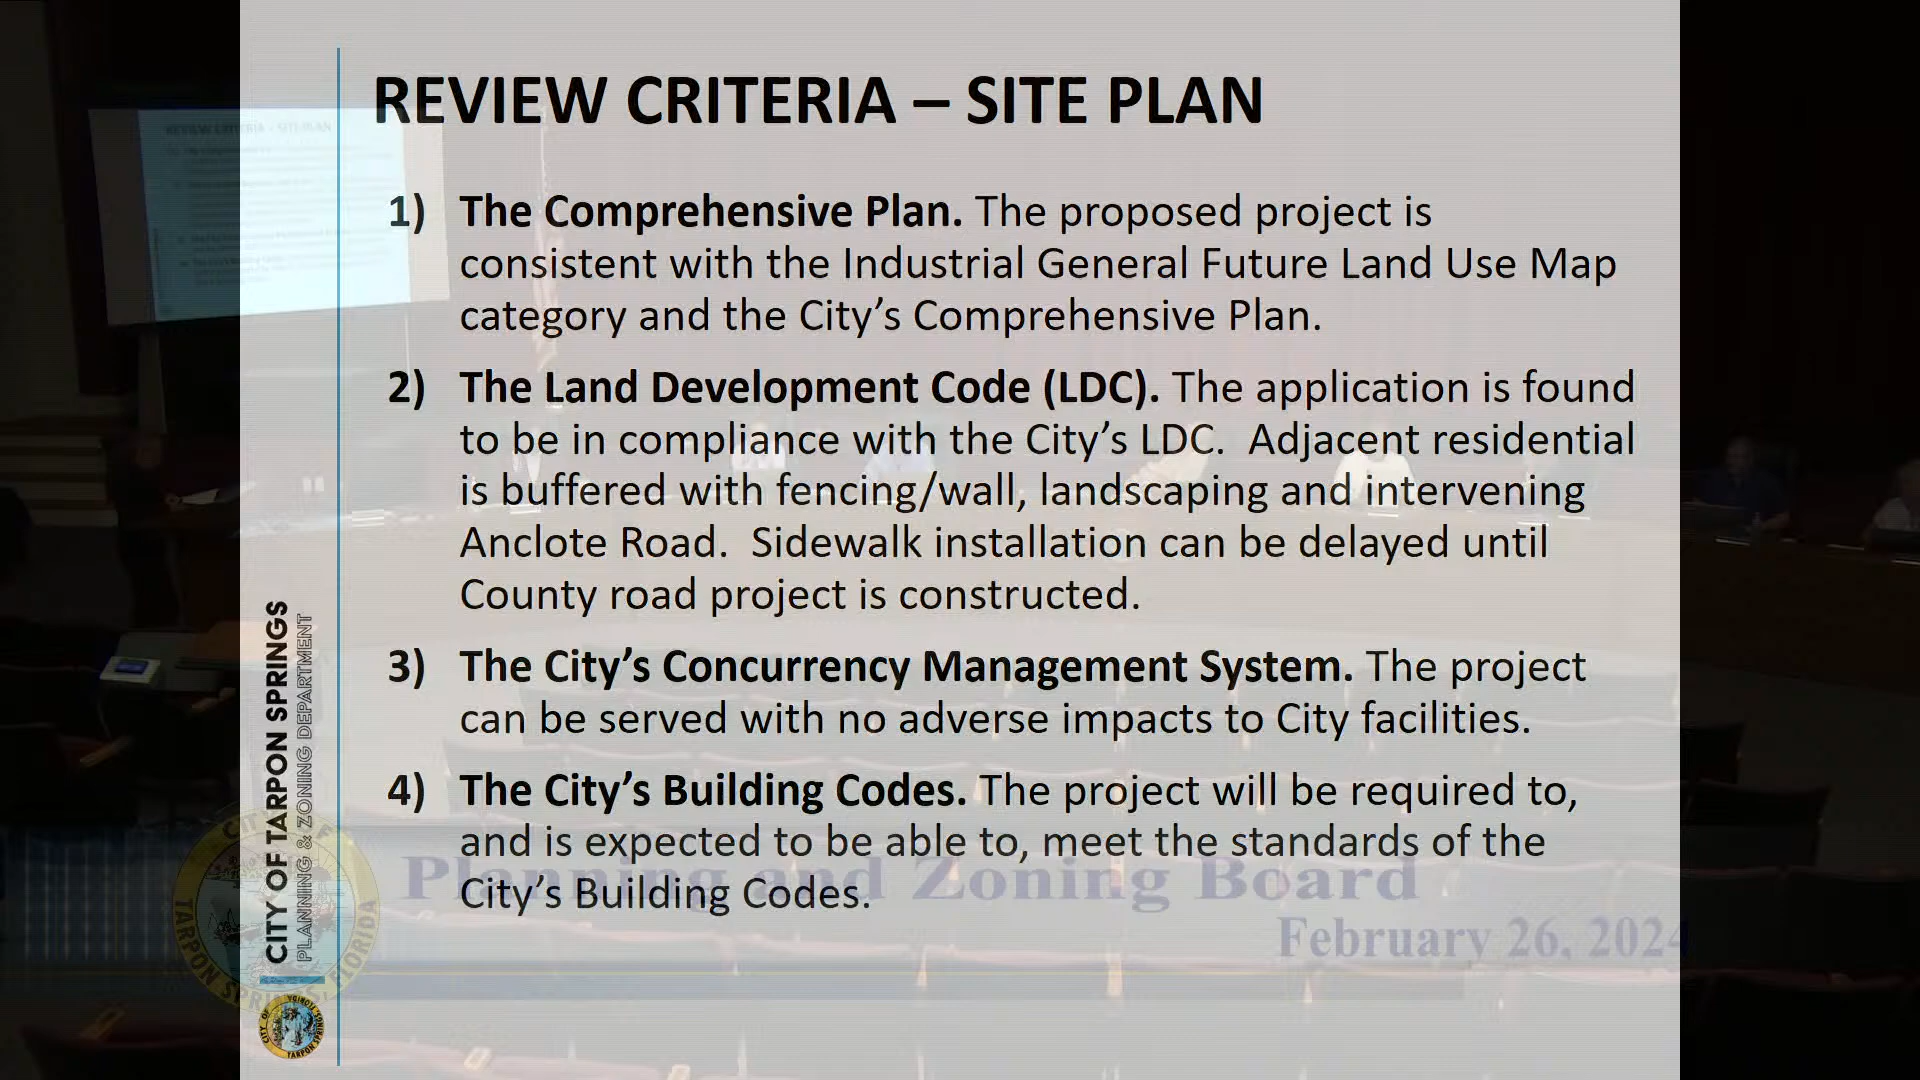 REVIEW CRITERIA – SITE PLAN
1) The Comprehensive Plan. The proposed project is
consistent with the Industrial General Future Land Use Map
category and the City's Comprehensive Plan.
2) The Land Development Code (LDC). The application is found
to be in compliance with the City's LDC. Adjacent residential
is buffered with fencing/wall, landscaping and intervening
Anclote Road. Sidewalk installation can be delayed until
County road project is constructed.
3) The City's Concurrency Management System. The project
can be served with no adverse impacts to City facilities.
4) The City's Building Codes. The project will be required to,
and is expected to be able to, meet the standards of the
City's Building Codes.
Planning and Zoning Board
February 26, 2024
CITY OF TARPON SPRINGS
PLANNING & ZONING DEPARTMENT
CITY OF
TARPON SPRINGS, FLORIDA